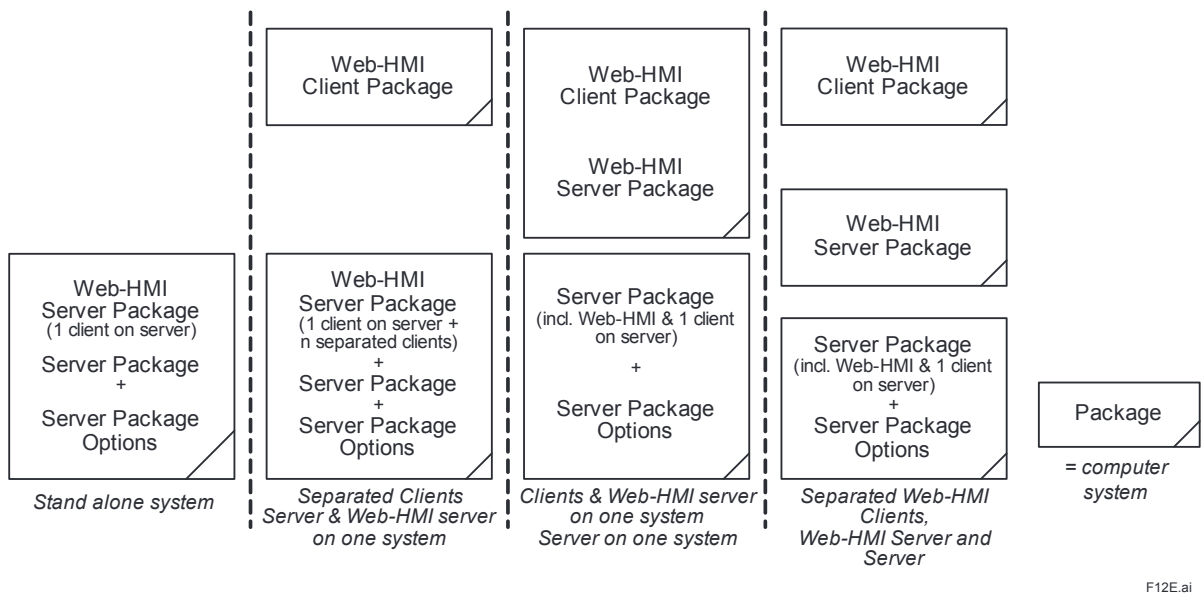 Web-HMI
Server Package
(1 client on server)
Server Package
+
Server Package
Options
Stand alone system
Web-HMI
Client Package
Web-HMI
Server Package
(1 client on server +
n separated clients)
+
Server Package
+
Server Package
Options
Separated Clients
Server & Web-HMI server
on one system
Web-HMI
Client Package
Web-HMI
Server Package
Server Package
(incl. Web-HMI & 1 client
on server)
+
Server Package
Options
Clients & Web-HMI server
on one system
Server on one system
Web-HMI
Client Package
Web-HMI
Server Package
Server Package
(incl. Web-HMI & 1 client
on server)
+
Server Package
Options
Separated Web-HMI
Clients,
Web-HMI Server and
Server
Package
= computer
system
F12E.ai